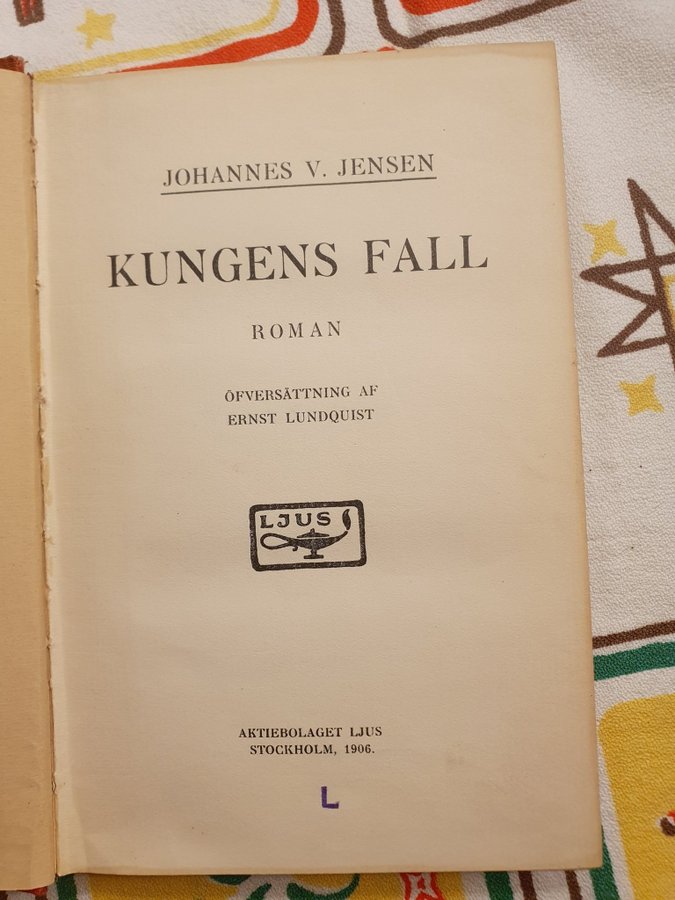 JOHANNES V. JENSEN
KUNGENS FALL
ROMAN
ÖFVERSÄTTNING AF
ERNST LUNDQUIST
LJUS
AKTIEBOLAGET LJUS
STOCKHOLM, 1906.
L